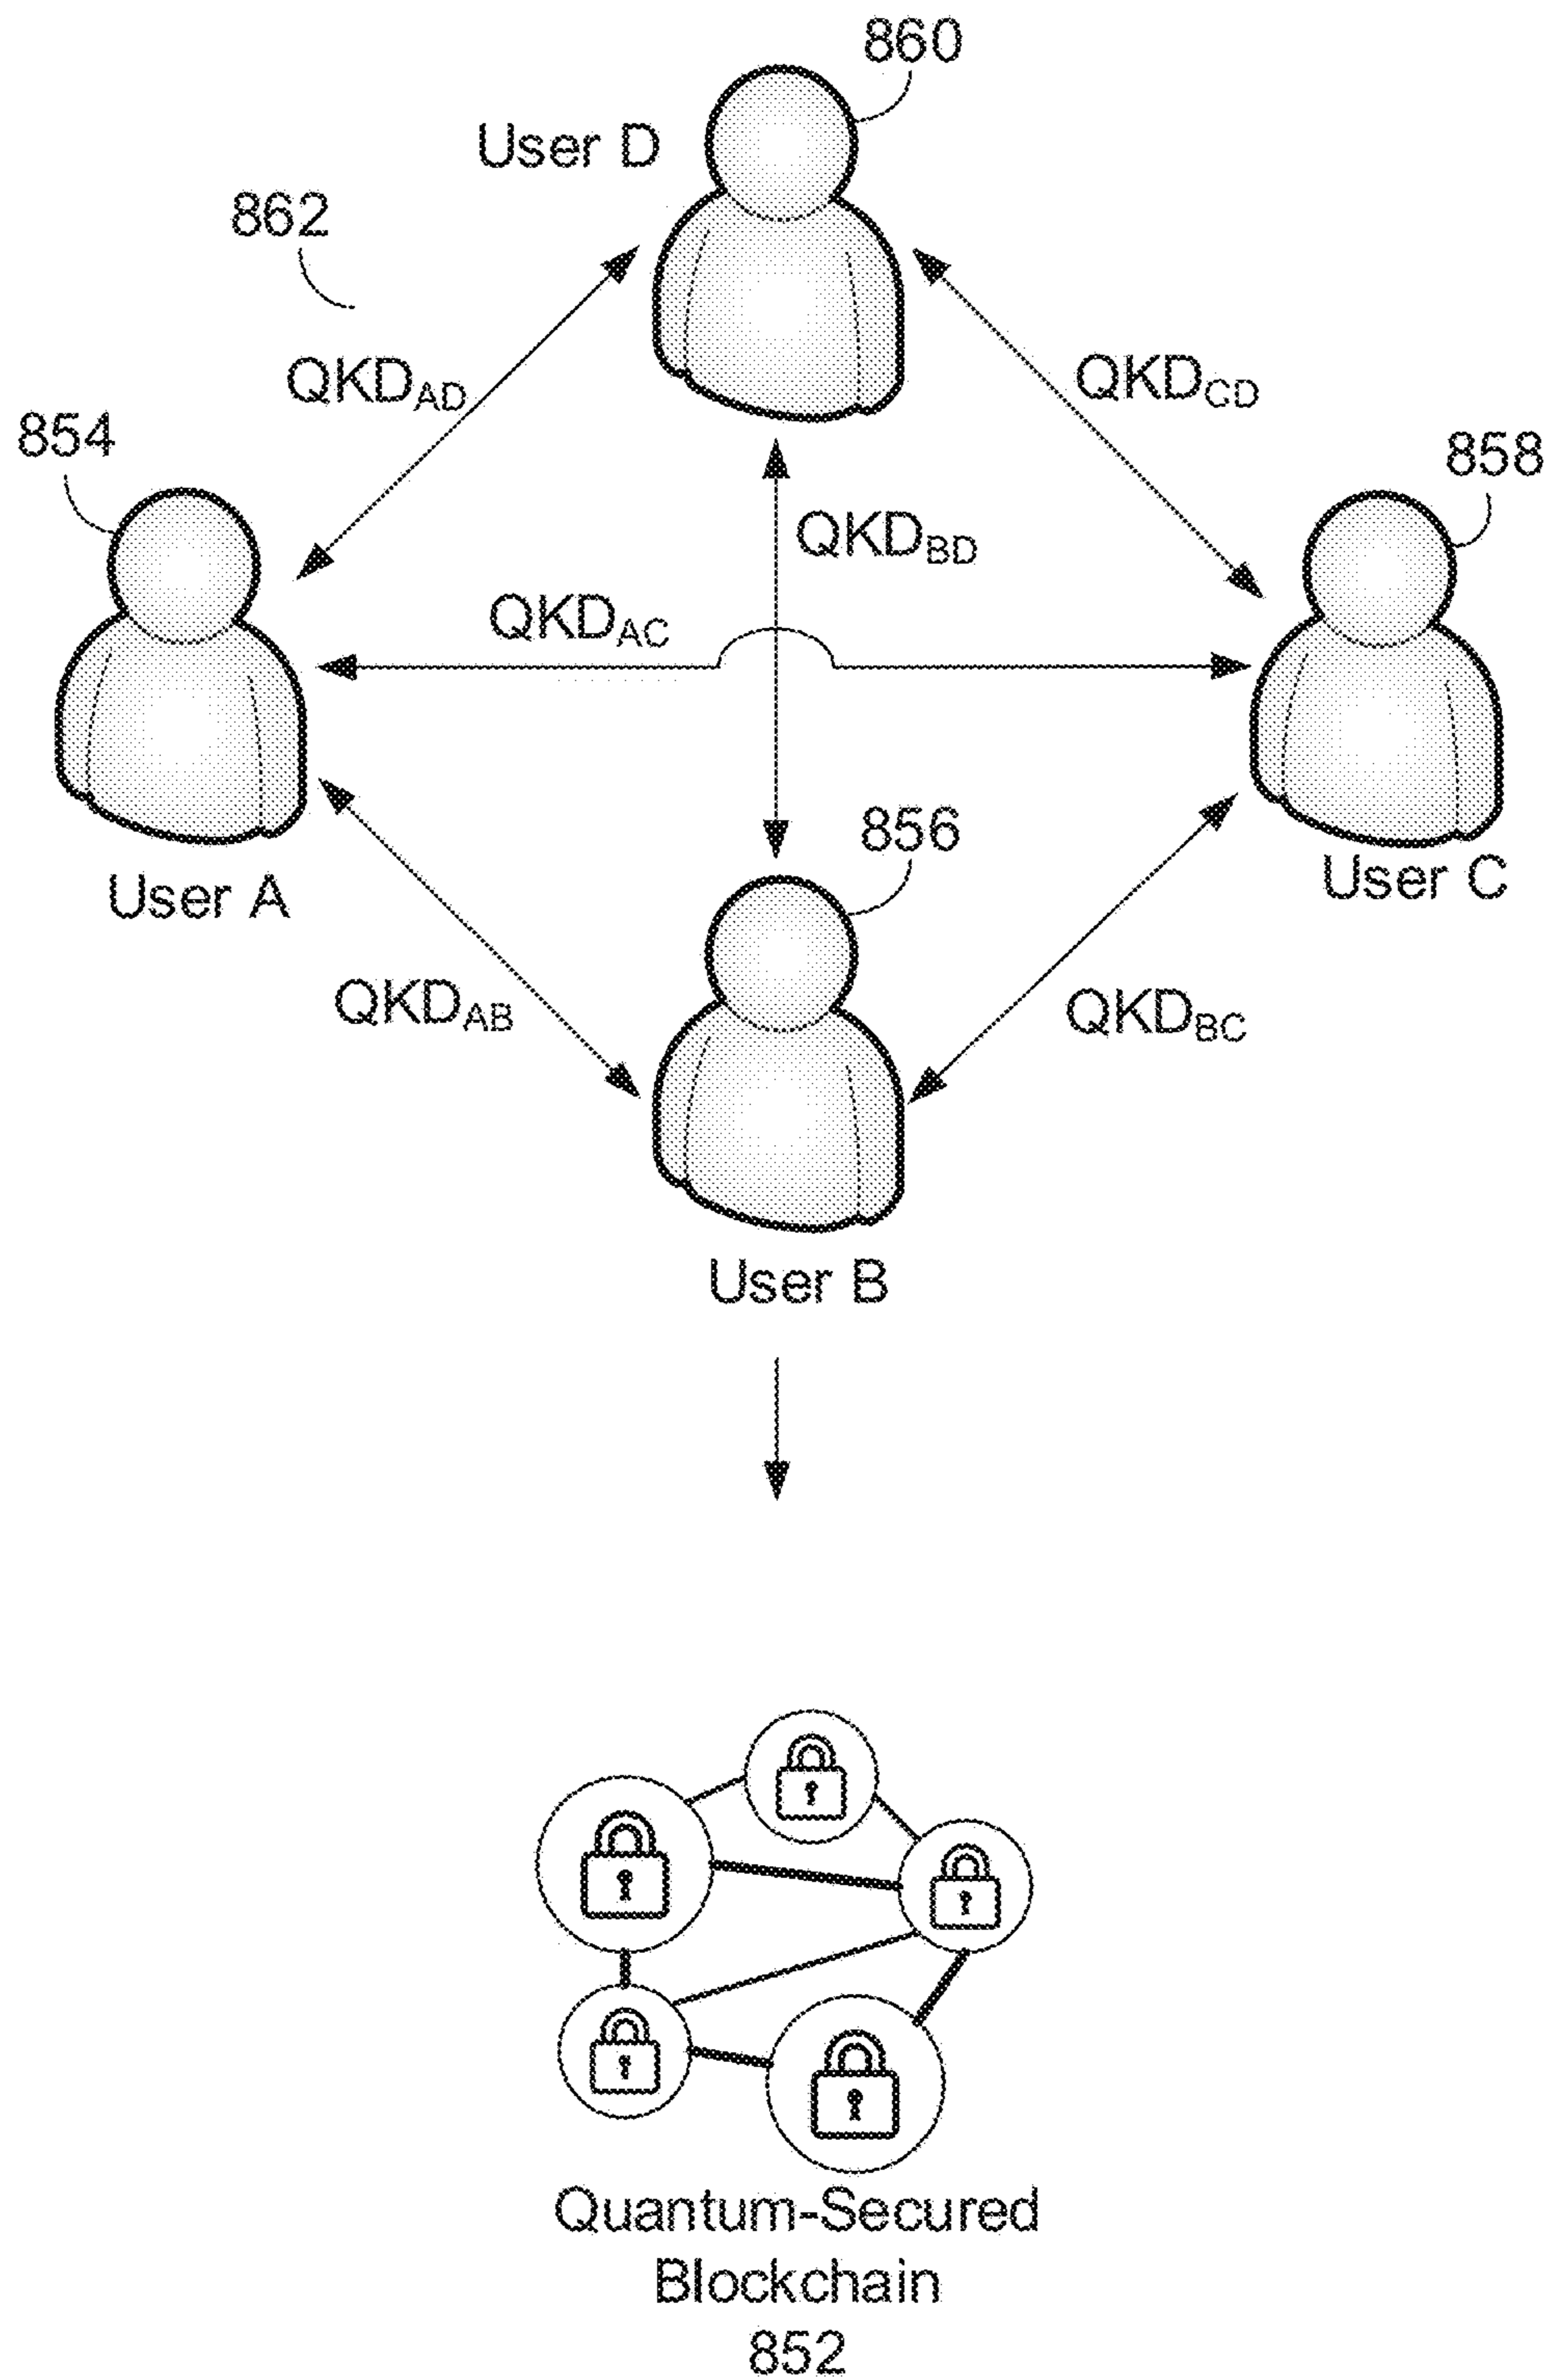 860
User D
862
QKDAD
QKDCD
854
858
QKDBD
QKDAC
856
User A
User C
QKDAB
QKDBC
User B
Quantum-Secured
Blockchain
852